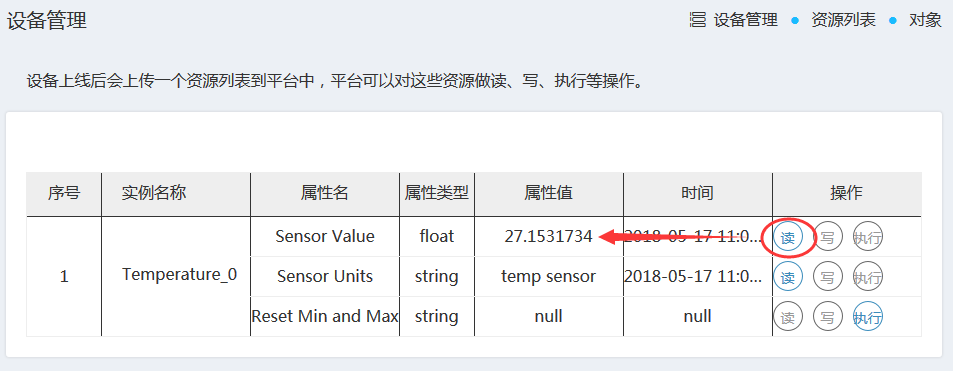 设备管理 设备管理 资源列表 对象
设备上线后会上传一个资源列表到平台中，平台可以对这些资源做读、写、执行等操作。
序号 实例名称 属性名 属性类型 属性值 时间 操作
Sensor Value float 27.1531734 2018-05-17 11:0... 读 写 执行
1 Temperature_0 Sensor Units string temp sensor 2018-05-17 11:0... 读 写 执行
Reset Min and Max string null null 读 写 执行